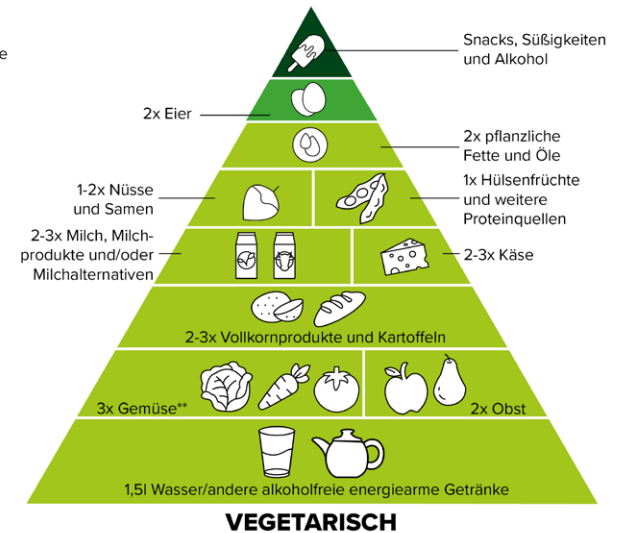 e
Snacks, Süßigkeiten
und Alkohol
2x Eier
2x pflanzliche
Fette und Öle
1-2x Nüsse
und Samen
1x Hülsenfrüchte
und weitere
Proteinquellen
2-3x Milch, Milch-
produkte und/oder
Milchalternativen
2-3x Käse
2-3x Vollkornprodukte und Kartoffeln
3x Gemüse**
2x Obst
1,5l Wasser/andere alkoholfreie energiearme Getränke
VEGETARISCH